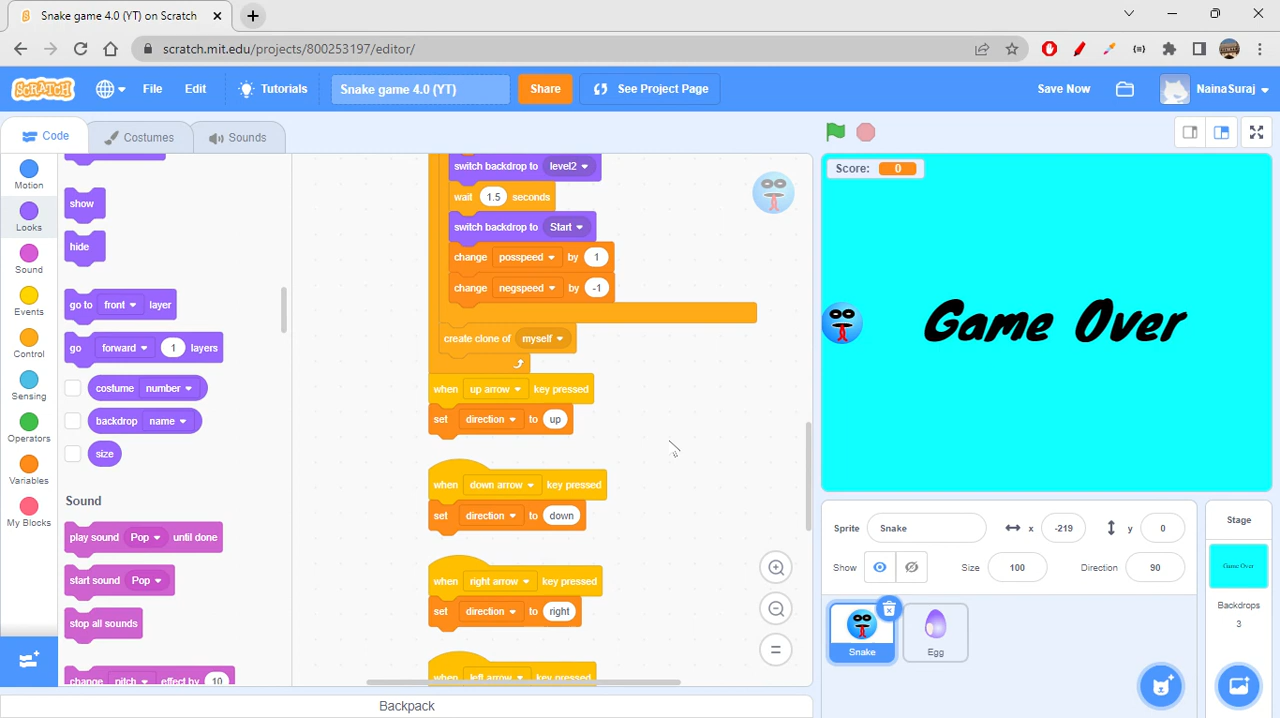 Snake game 4.0 (YT) on Scratch
scratch.mit.edu/projects/800253197/editor/
SCRATCH File Edit Tutorials Snake game 4.0 (YT) Share See Project Page Save Now NainaSuraj
Code Costumes Sounds
Motion
Looks
Sound
Events
Control
Sensing
Operators
Variables
My Blocks
show
hide
go to front layer
go forward 1 layers
costume number
backdrop name
size
Sound
play sound Pop until done
start sound Pop
stop all sounds
change pitch effect by 10
switch backdrop to level2
wait 1.5 seconds
switch backdrop to Start
change posspeed by 1
change negspeed by -1
create clone of myself
when up arrow key pressed
set direction to up
when down arrow key pressed
set direction to down
when right arrow key pressed
set direction to right
when left arrow key pressed
Backpack
Score: 0
Game Over
Sprite Snake x -219 y 0
Show Size 100 Direction 90
Snake
Egg
Stage
Game Over
Backdrops
3